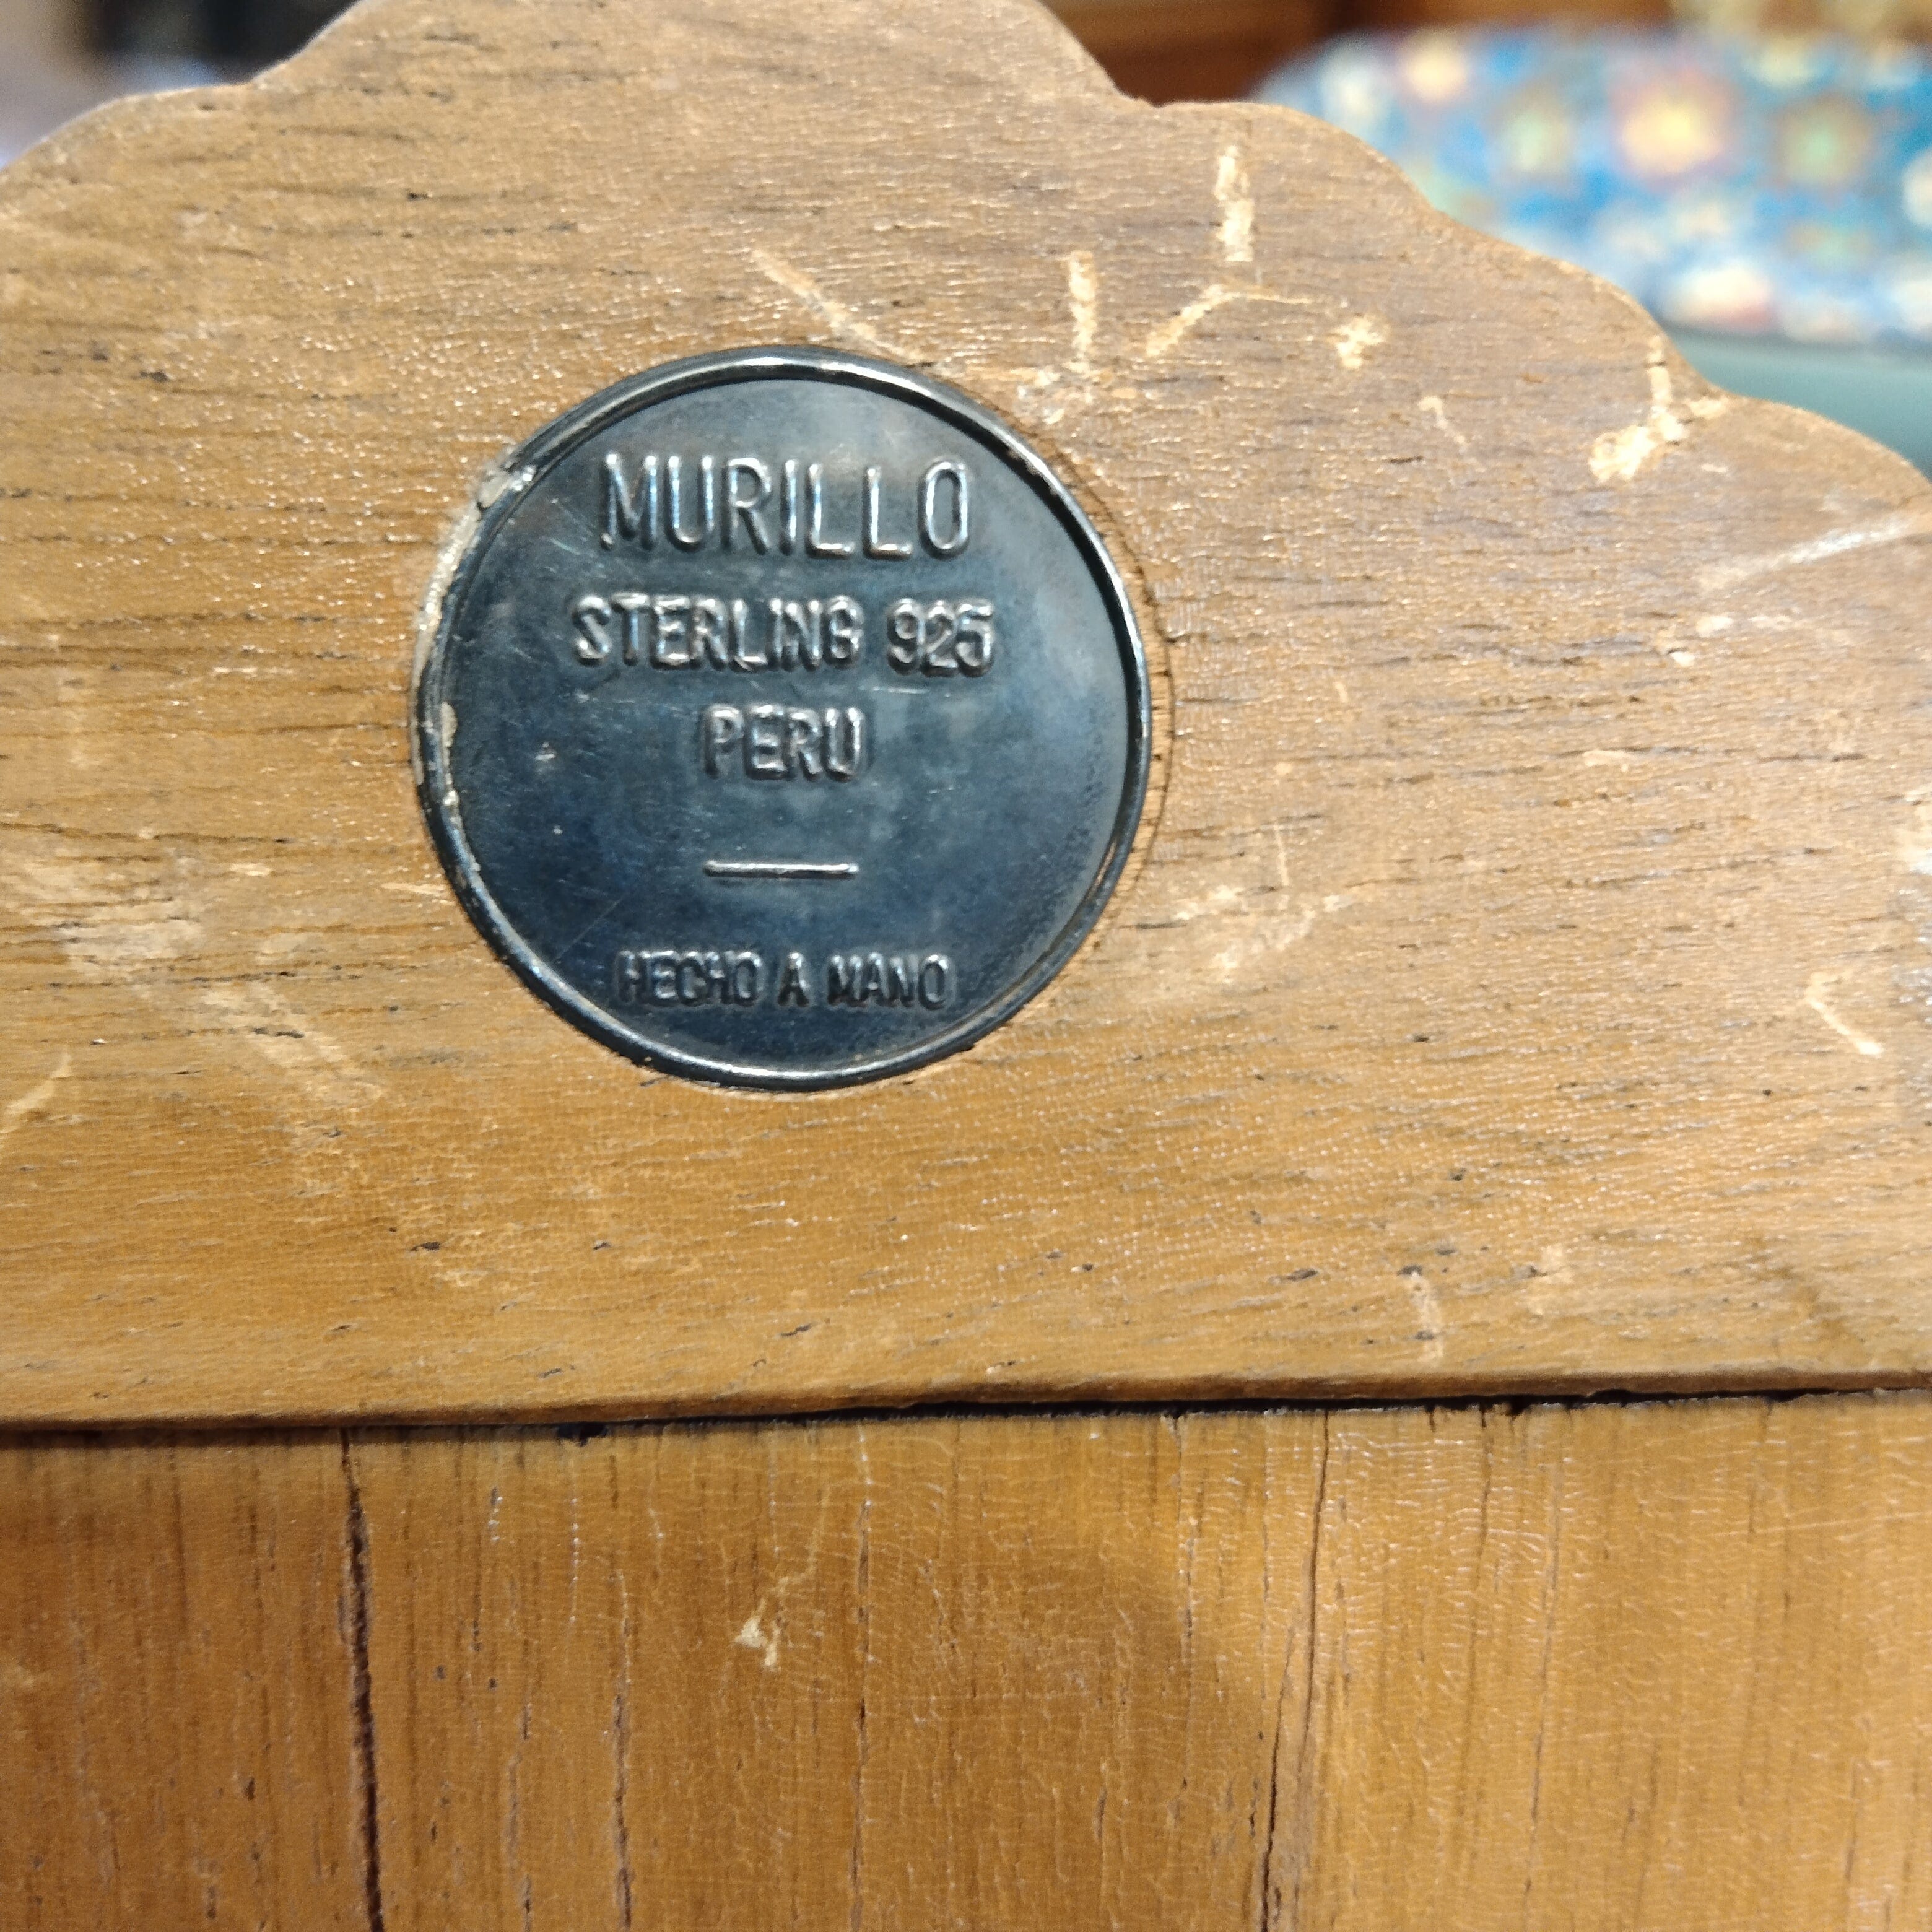 MURILLO
STERLING 925
PERU
HECHO A MANO